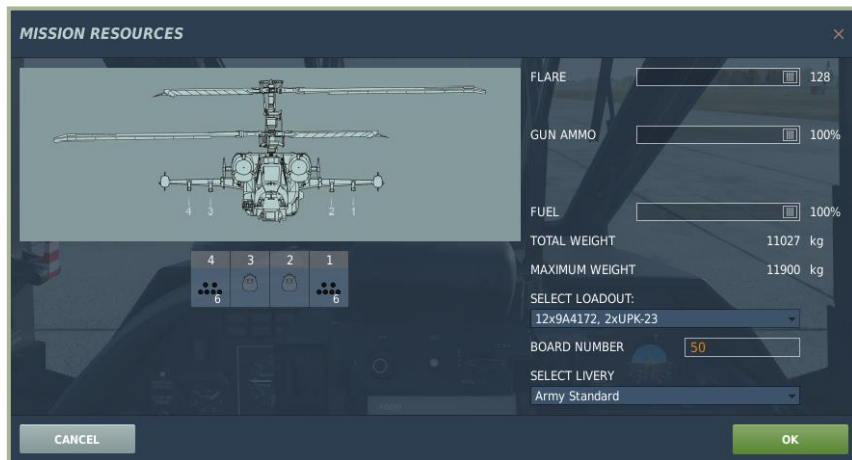 MISSION RESOURCES
FLARE 128
GUN AMMO 100%
4 3 2 1
FUEL 100%
TOTAL WEIGHT 11027 kg
4 3 2 1
MAXIMUM WEIGHT 11900 kg
6 6
SELECT LOADOUT:
12x9A4172, 2xUPK-23
BOARD NUMBER 50
SELECT LIVERY
Army Standard
CANCEL OK